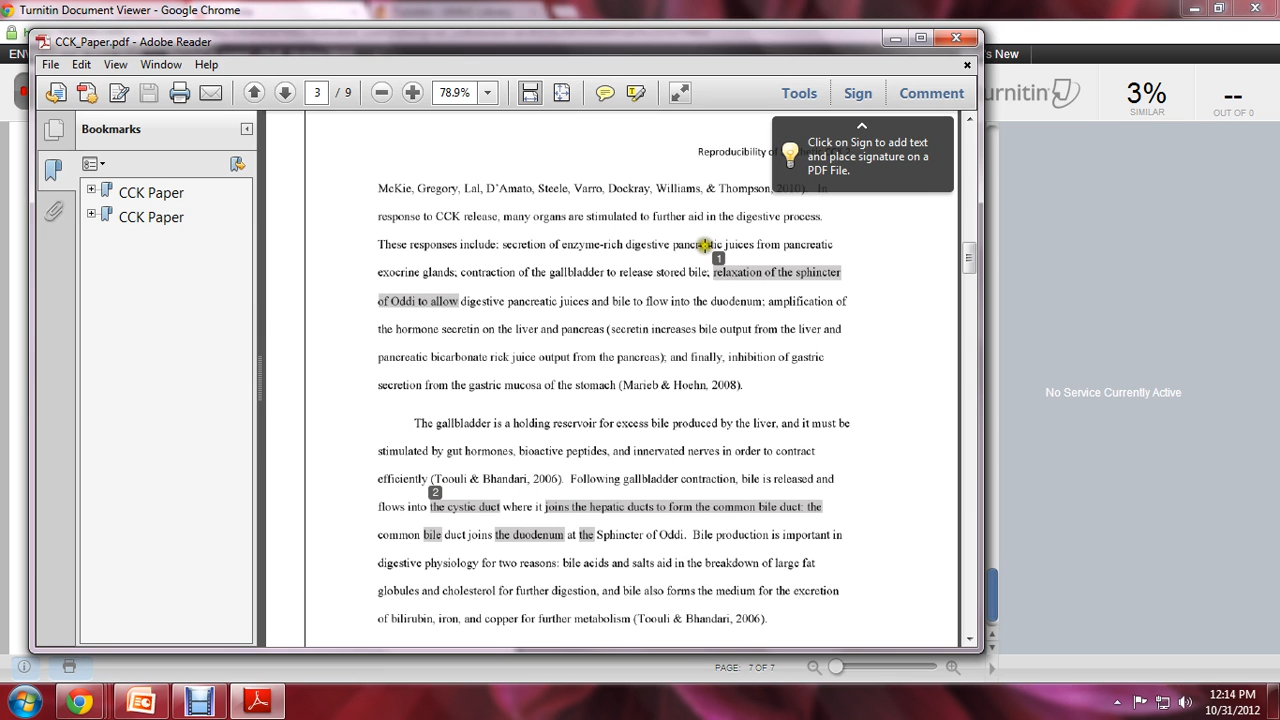 Turnitin Document Viewer - Google Chrome
CCK_Paper.pdf - Adobe Reader
's New
File Edit View Window Help
3 / 9
78.9%
Tools Sign Comment
turnitin
3%
SIMILAR
--
OUT OF 0
Bookmarks
CCK Paper
CCK Paper
Click on Sign to add text
and place signature on a
PDF File.
Reproducibility of
McKie, Gregory, Lal, D'Amato, Steele, Varro, Dockray, Williams, & Thompson, 2010). In
response to CCK release, many organs are stimulated to further aid in the digestive process.
These responses include: secretion of enzyme-rich digestive pancreatic juices from pancreatic
1
exocrine glands; contraction of the gallbladder to release stored bile; relaxation of the sphincter
of Oddi to allow digestive pancreatic juices and bile to flow into the duodenum; amplification of
the hormone secretin on the liver and pancreas (secretin increases bile output from the liver and
pancreatic bicarbonate rick juice output from the pancreas); and finally, inhibition of gastric
secretion from the gastric mucosa of the stomach (Marieb & Hoehn, 2008).
The gallbladder is a holding reservoir for excess bile produced by the liver, and it must be
stimulated by gut hormones, bioactive peptides, and innervated nerves in order to contract
efficiently (Toouli & Bhandari, 2006). Following gallbladder contraction, bile is released and
2
flows into the cystic duct where it joins the hepatic ducts to form the common bile duct: the
common bile duct joins the duodenum at the Sphincter of Oddi. Bile production is important in
digestive physiology for two reasons: bile acids and salts aid in the breakdown of large fat
globules and cholesterol for further digestion, and bile also forms the medium for the excretion
of bilirubin, iron, and copper for further metabolism (Toouli & Bhandari, 2006).
No Service Currently Active
PAGE: 7 OF 7
12:14 PM
10/31/2012